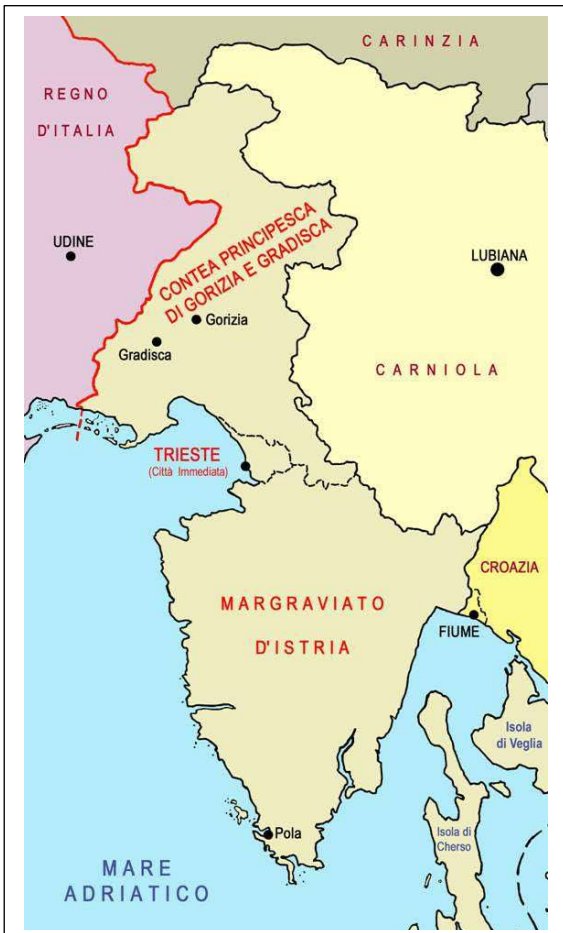 CARINZIA
REGNO
D'ITALIA
UDINE
CONTEA PRINCIPESCA
DI GORIZIA E GRADISCA
LUBIANA
Gorizia
Gradisca
CARNIOLA
TRIESTE
(Città Immediata)
CROAZIA
MARGRAVIATO
D'ISTRIA
FIUME
Isola
di Veglia
Pola
Isola di
Cherso
MARE
ADRIATICO